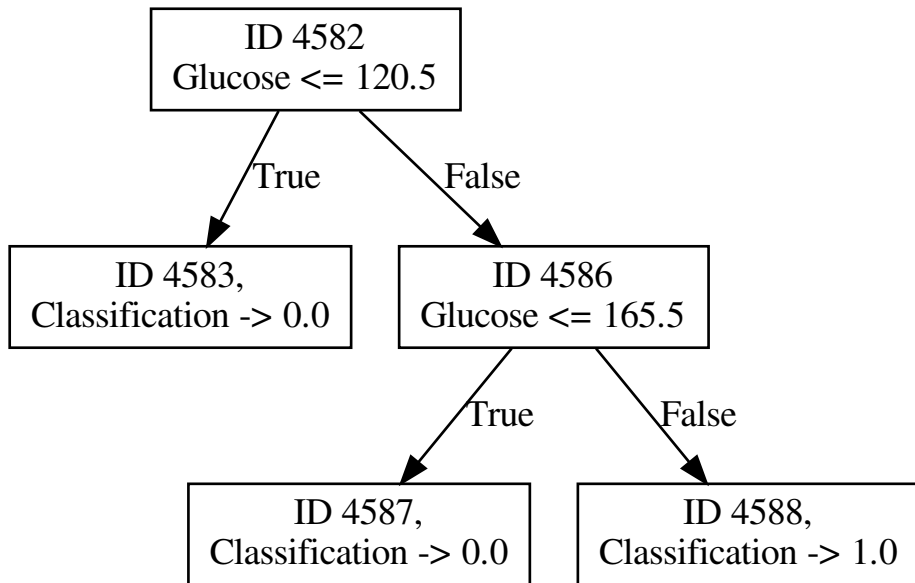 ID 4582
Glucose <= 120.5
True
False
ID 4583,
Classification -> 0.0
ID 4586
Glucose <= 165.5
True
False
ID 4587,
Classification -> 0.0
ID 4588,
Classification -> 1.0